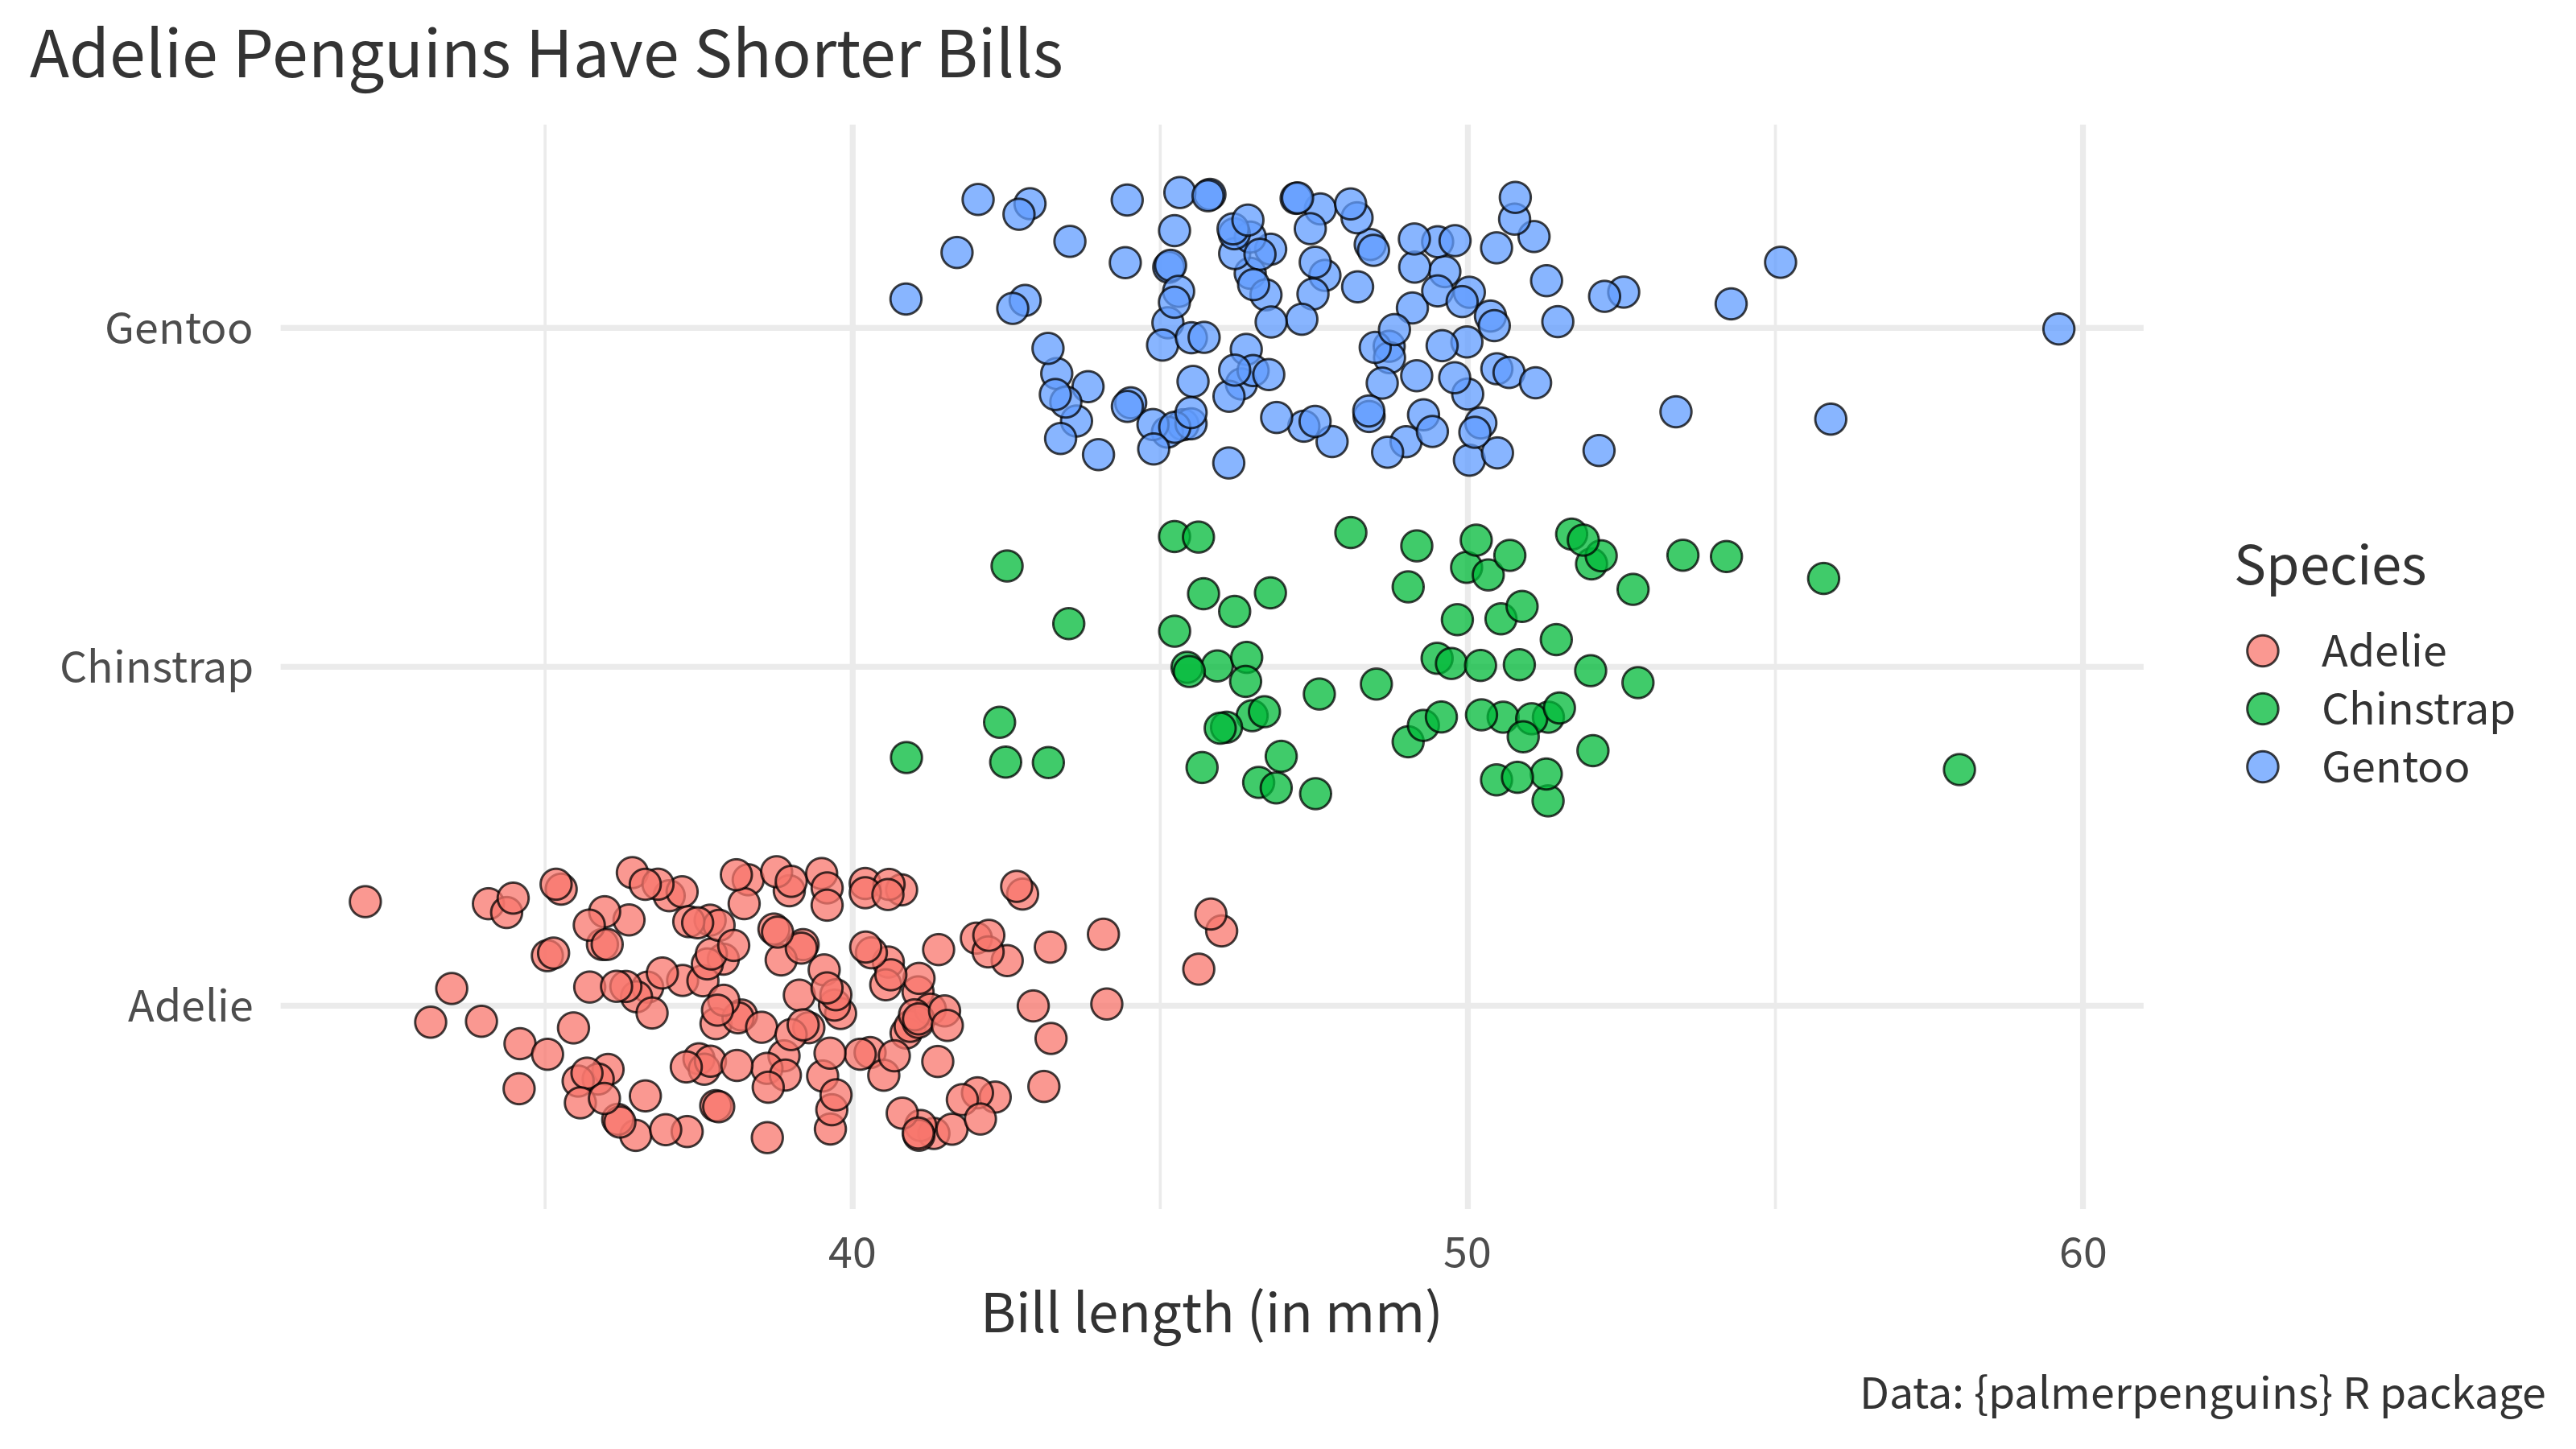 Adelie Penguins Have Shorter Bills
Gentoo
Chinstrap
Adelie
40
50
60
Bill length (in mm)
Species
Adelie
Chinstrap
Gentoo
Data: {palmerpenguins} R package